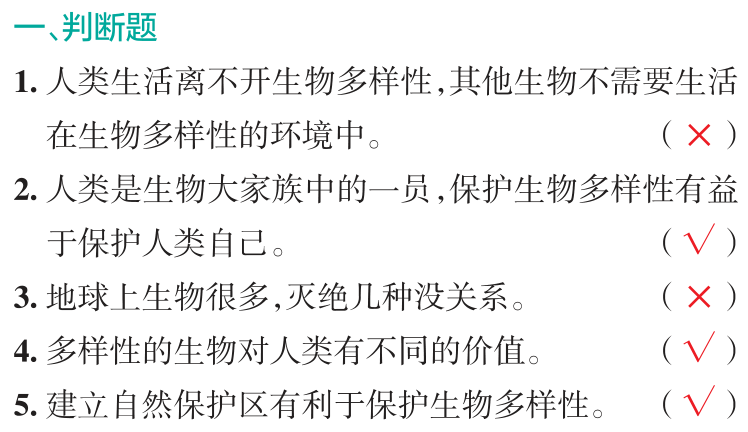 一、判断题
1. 人类生活离不开生物多样性,其他生物不需要生活
在生物多样性的环境中。 ( × )
2. 人类是生物大家族中的一员,保护生物多样性有益
于保护人类自己。 ( √ )
3. 地球上生物很多,灭绝几种没关系。 ( × )
4. 多样性的生物对人类有不同的价值。 ( √ )
5. 建立自然保护区有利于保护生物多样性。 ( √ )